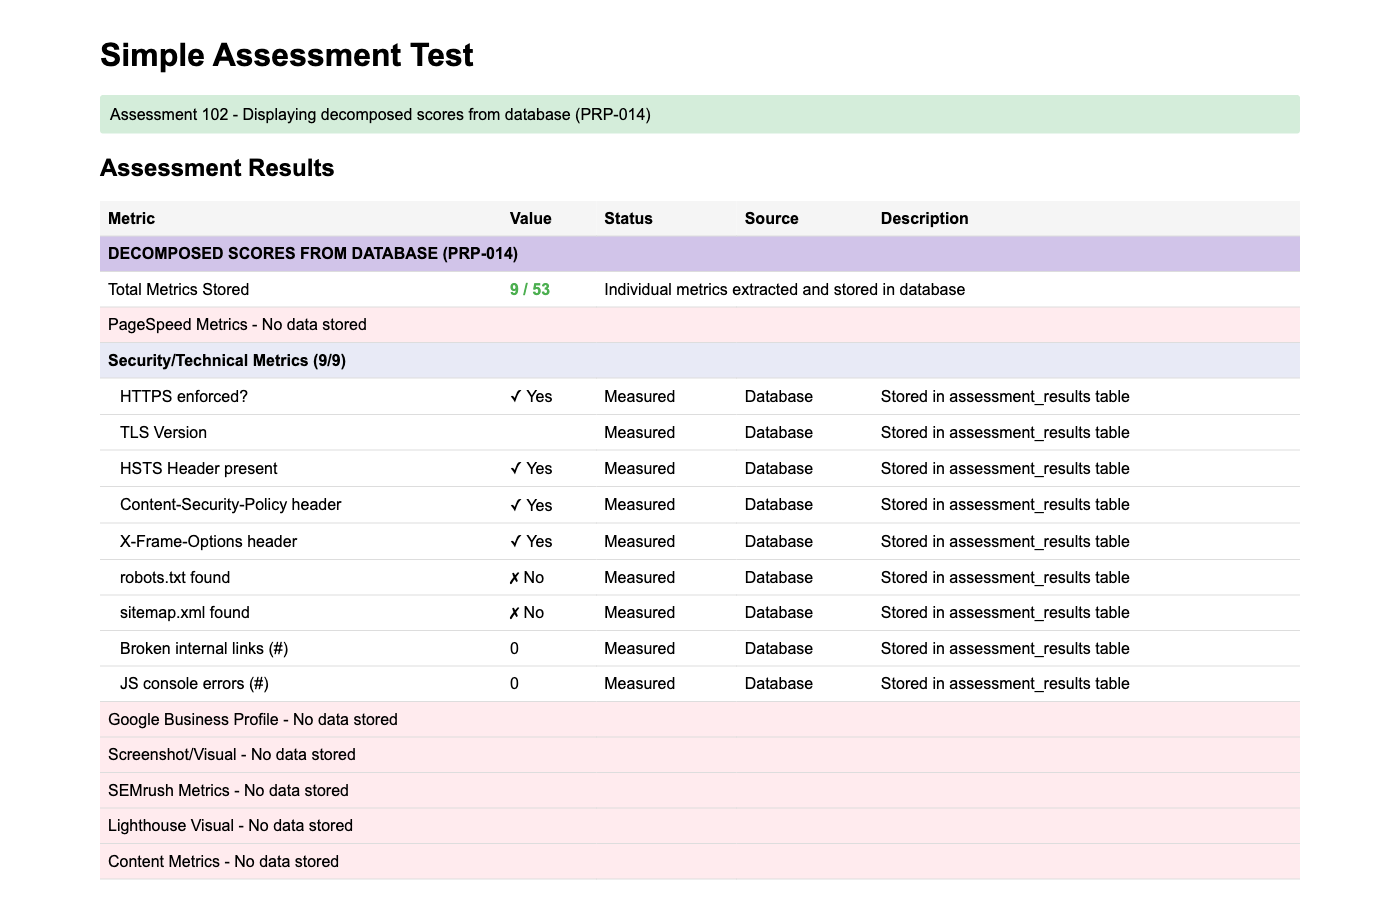 Simple Assessment Test
Assessment 102 - Displaying decomposed scores from database (PRP-014)
Assessment Results
Metric Value Status Source Description
DECOMPOSED SCORES FROM DATABASE (PRP-014)
Total Metrics Stored 9 / 53 Individual metrics extracted and stored in database
PageSpeed Metrics - No data stored
Security/Technical Metrics (9/9)
HTTPS enforced? ✓ Yes Measured Database Stored in assessment_results table
TLS Version Measured Database Stored in assessment_results table
HSTS Header present ✓ Yes Measured Database Stored in assessment_results table
Content-Security-Policy header ✓ Yes Measured Database Stored in assessment_results table
X-Frame-Options header ✓ Yes Measured Database Stored in assessment_results table
robots.txt found ✗ No Measured Database Stored in assessment_results table
sitemap.xml found ✗ No Measured Database Stored in assessment_results table
Broken internal links (#) 0 Measured Database Stored in assessment_results table
JS console errors (#) 0 Measured Database Stored in assessment_results table
Google Business Profile - No data stored
Screenshot/Visual - No data stored
SEMrush Metrics - No data stored
Lighthouse Visual - No data stored
Content Metrics - No data stored